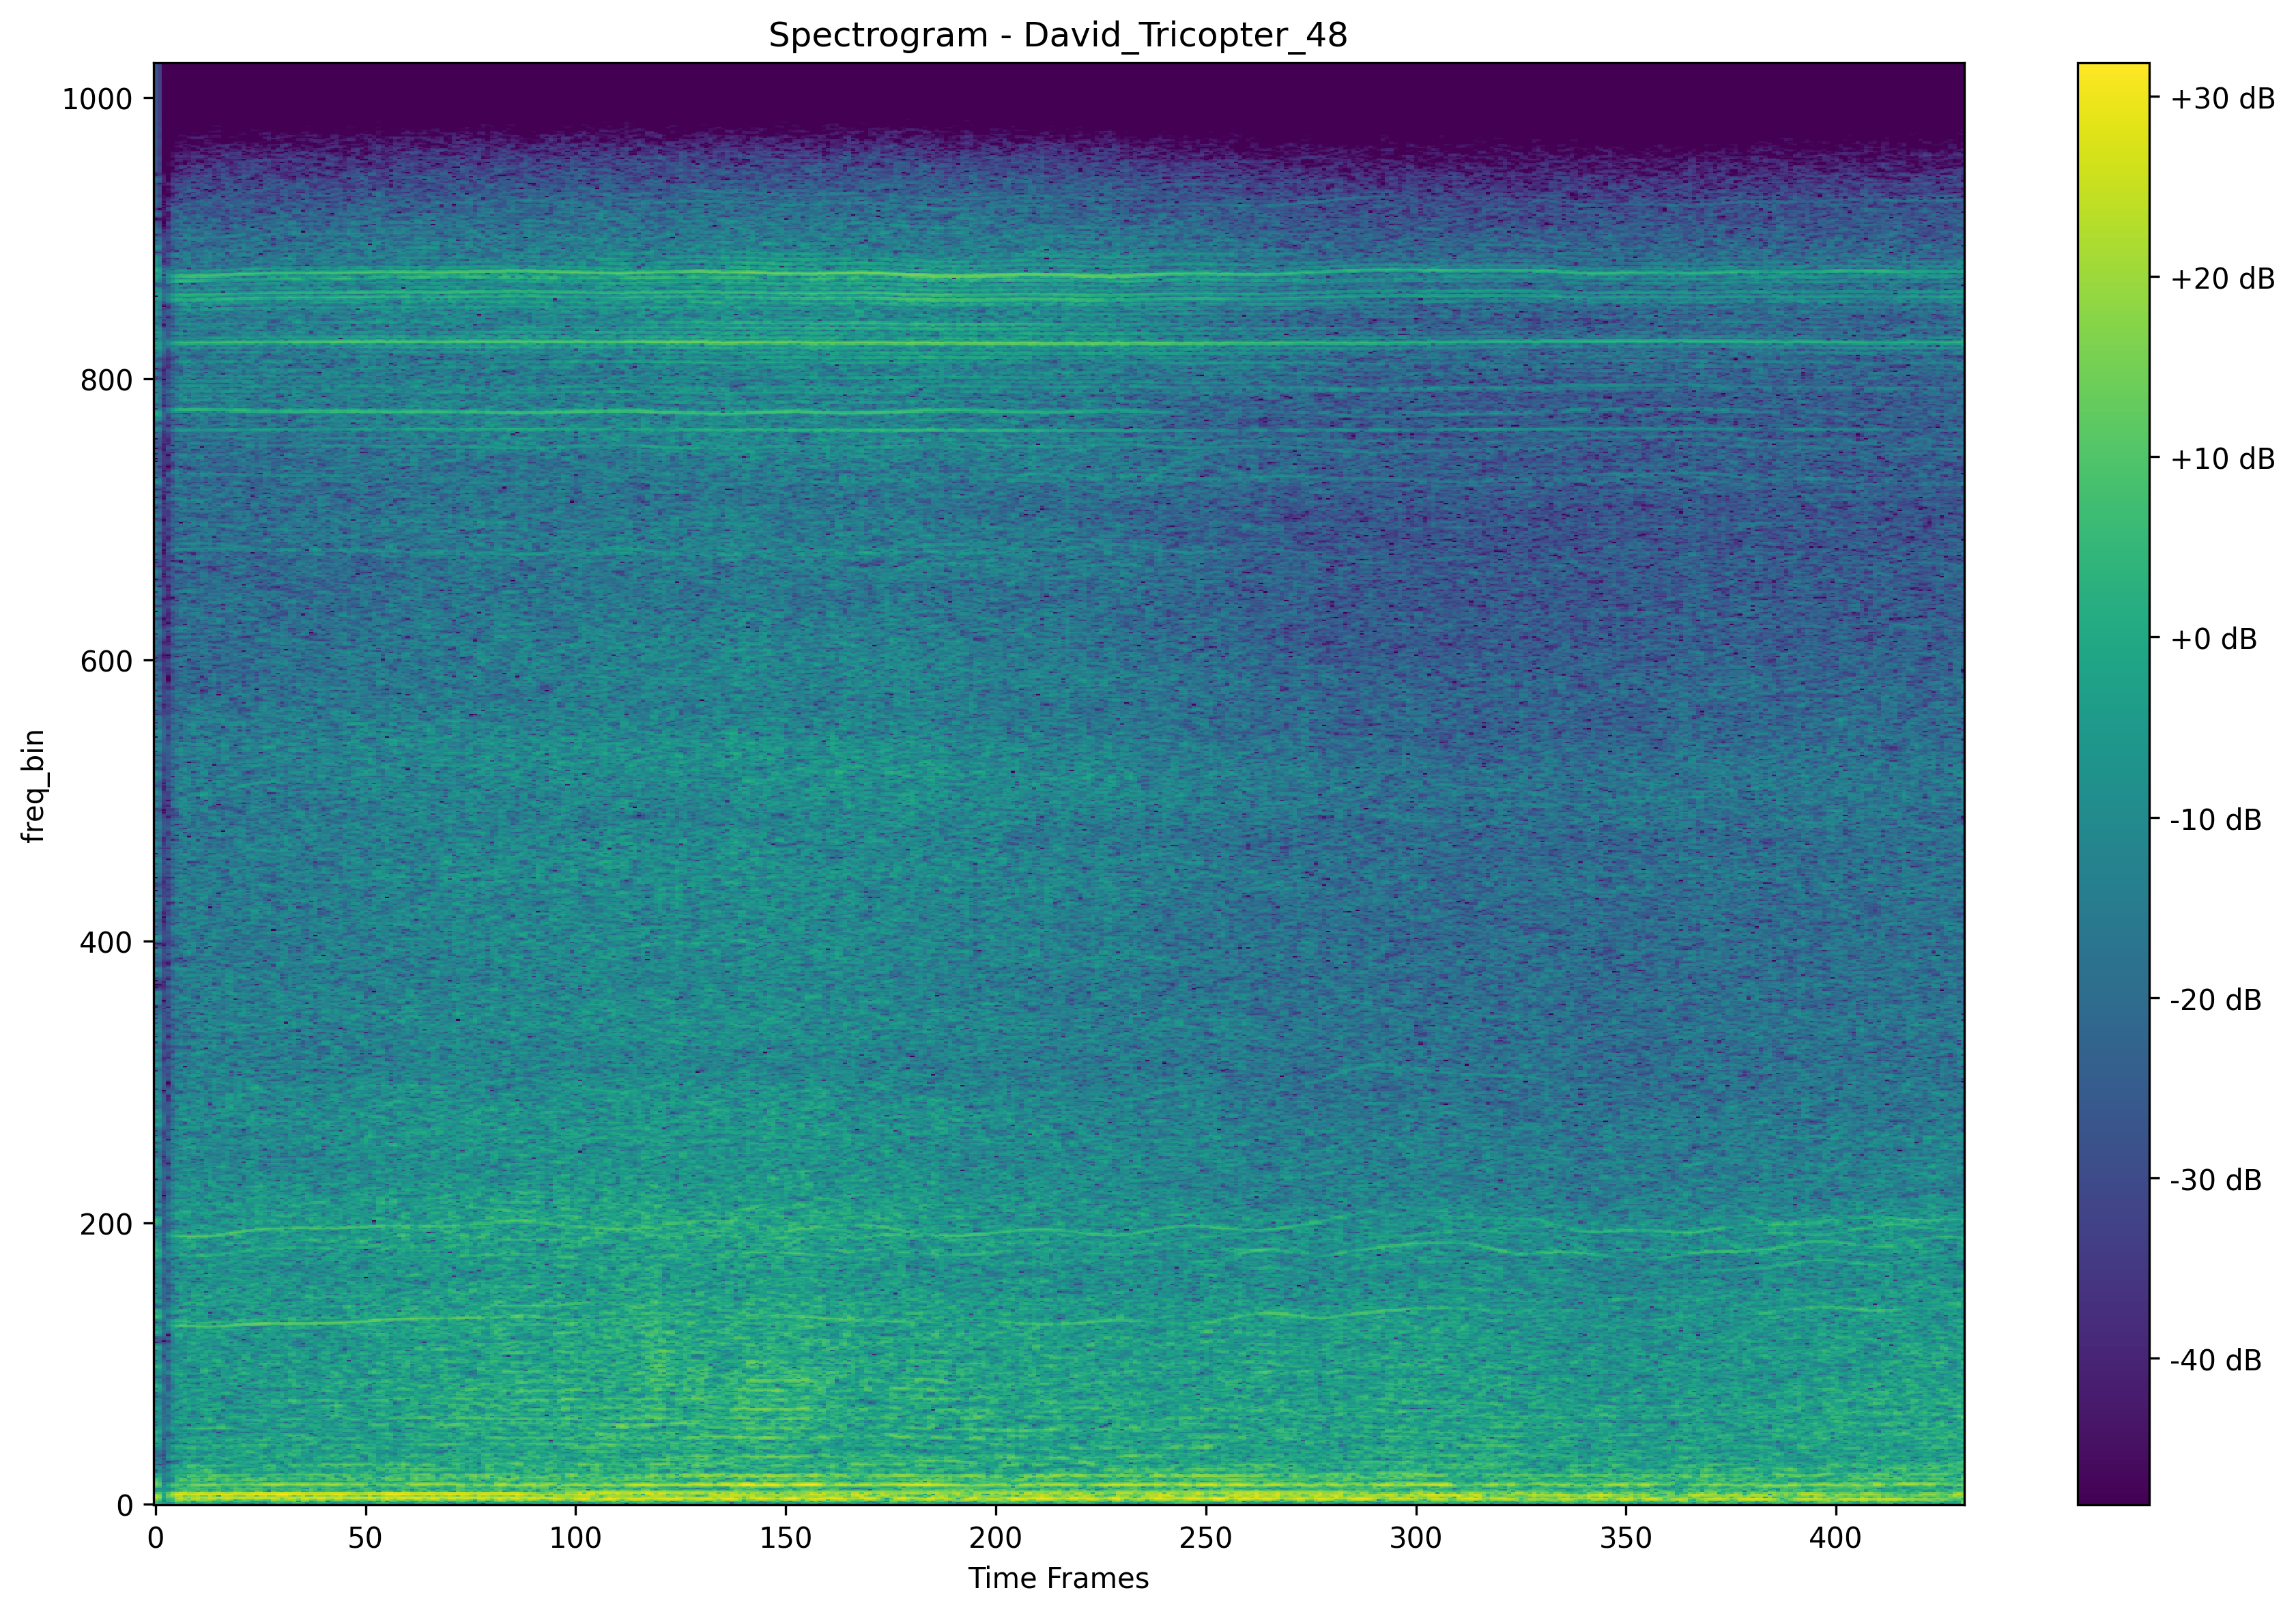 Spectrogram - David_Tricopter_48
freq_bin
1000
800
600
400
200
0
0 50 100 150 200 250 300 350 400
Time Frames
+30 dB
+20 dB
+10 dB
+0 dB
-10 dB
-20 dB
-30 dB
-40 dB